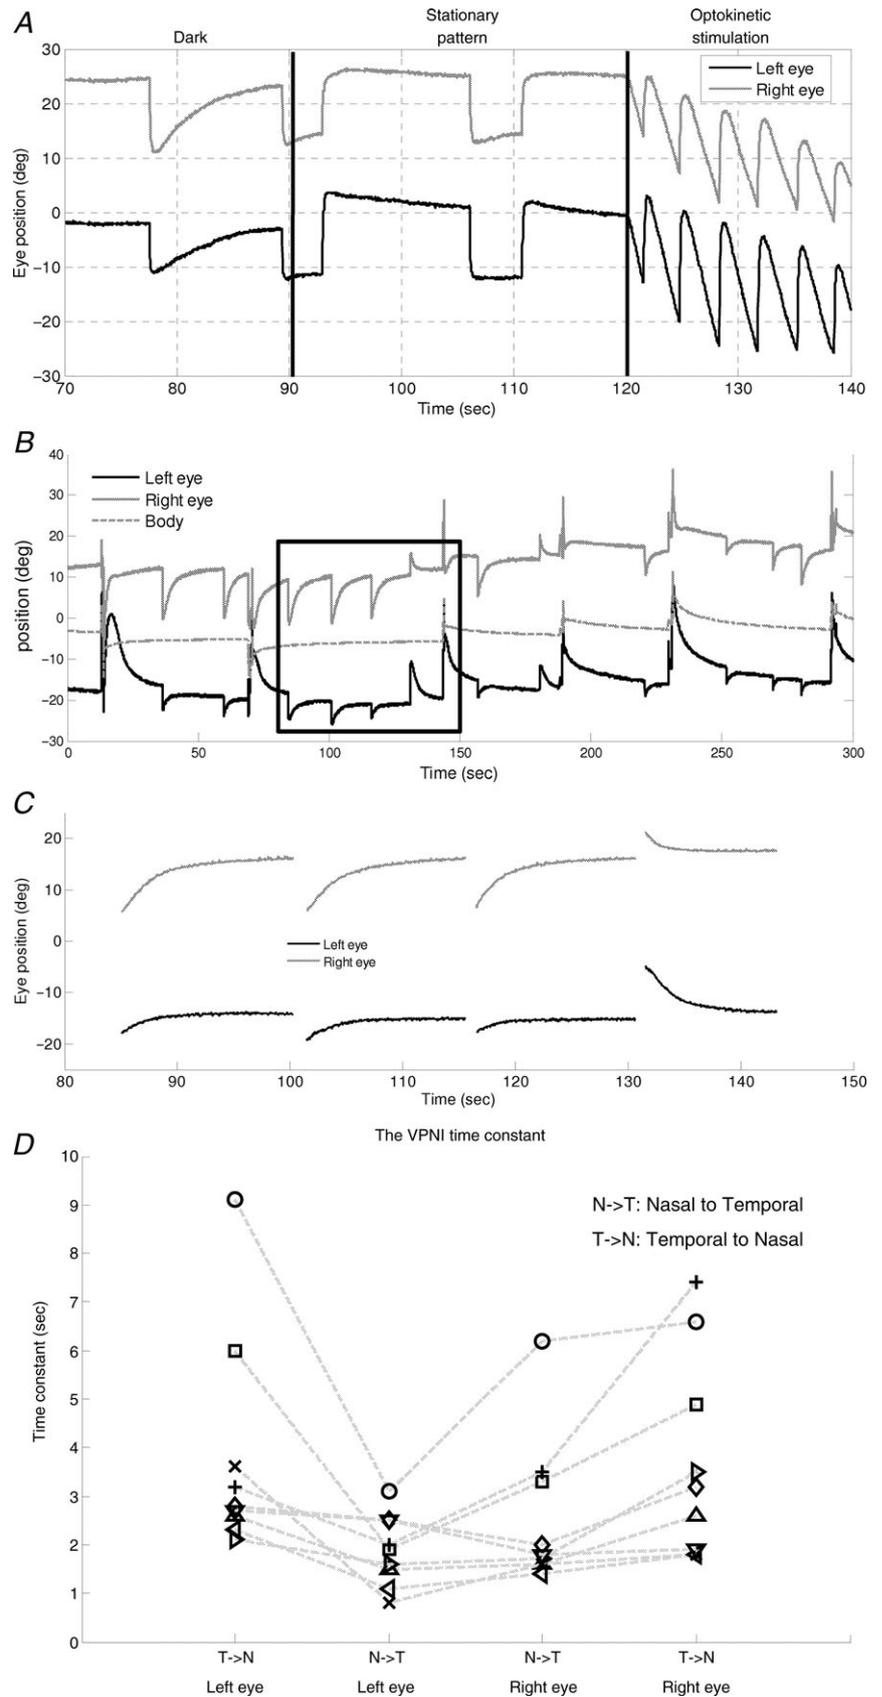 A
Dark
Stationary
pattern
Optokinetic
stimulation
Left eye
Right eye
30
20
10
0
−10
−20
−30
Eye position (deg)
70 80 90 100 110 120 130 140
Time (sec)
B
Left eye
Right eye
Body
40
30
20
10
0
−10
−20
−30
position (deg)
0 50 100 150 200 250 300
Time (sec)
C
20
10
0
−10
−20
Eye position (deg)
Left eye
Right eye
80 90 100 110 120 130 140 150
Time (sec)
D
The VPNI time constant
N->T: Nasal to Temporal
T->N: Temporal to Nasal
10
9
8
7
6
5
4
3
2
1
0
Time constant (sec)
T->N N->T N->T T->N
Left eye Left eye Right eye Right eye